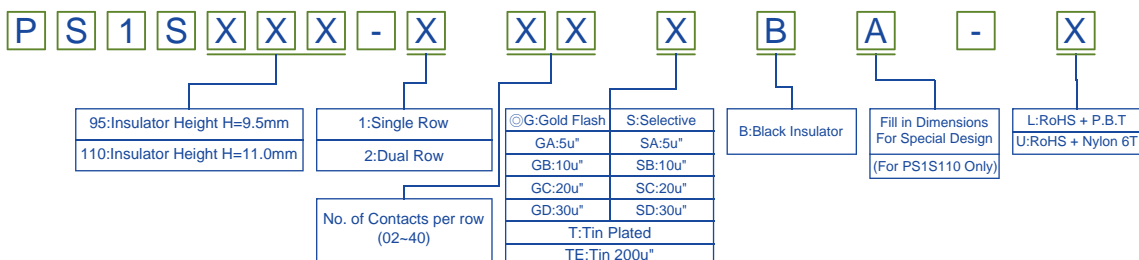 P S 1 S X X X - X X X X B A - X
95:Insulator Height H=9.5mm
110:Insulator Height H=11.0mm
1:Single Row
2:Dual Row
No. of Contacts per row
(02~40)
◎G:Gold Flash S:Selective
GA:5u" SA:5u"
GB:10u" SB:10u"
GC:20u" SC:20u"
GD:30u" SD:30u"
T:Tin Plated
TE:Tin 200u"
B:Black Insulator
Fill in Dimensions
For Special Design
(For PS1S110 Only)
L:RoHS + P.B.T
U:RoHS + Nylon 6T